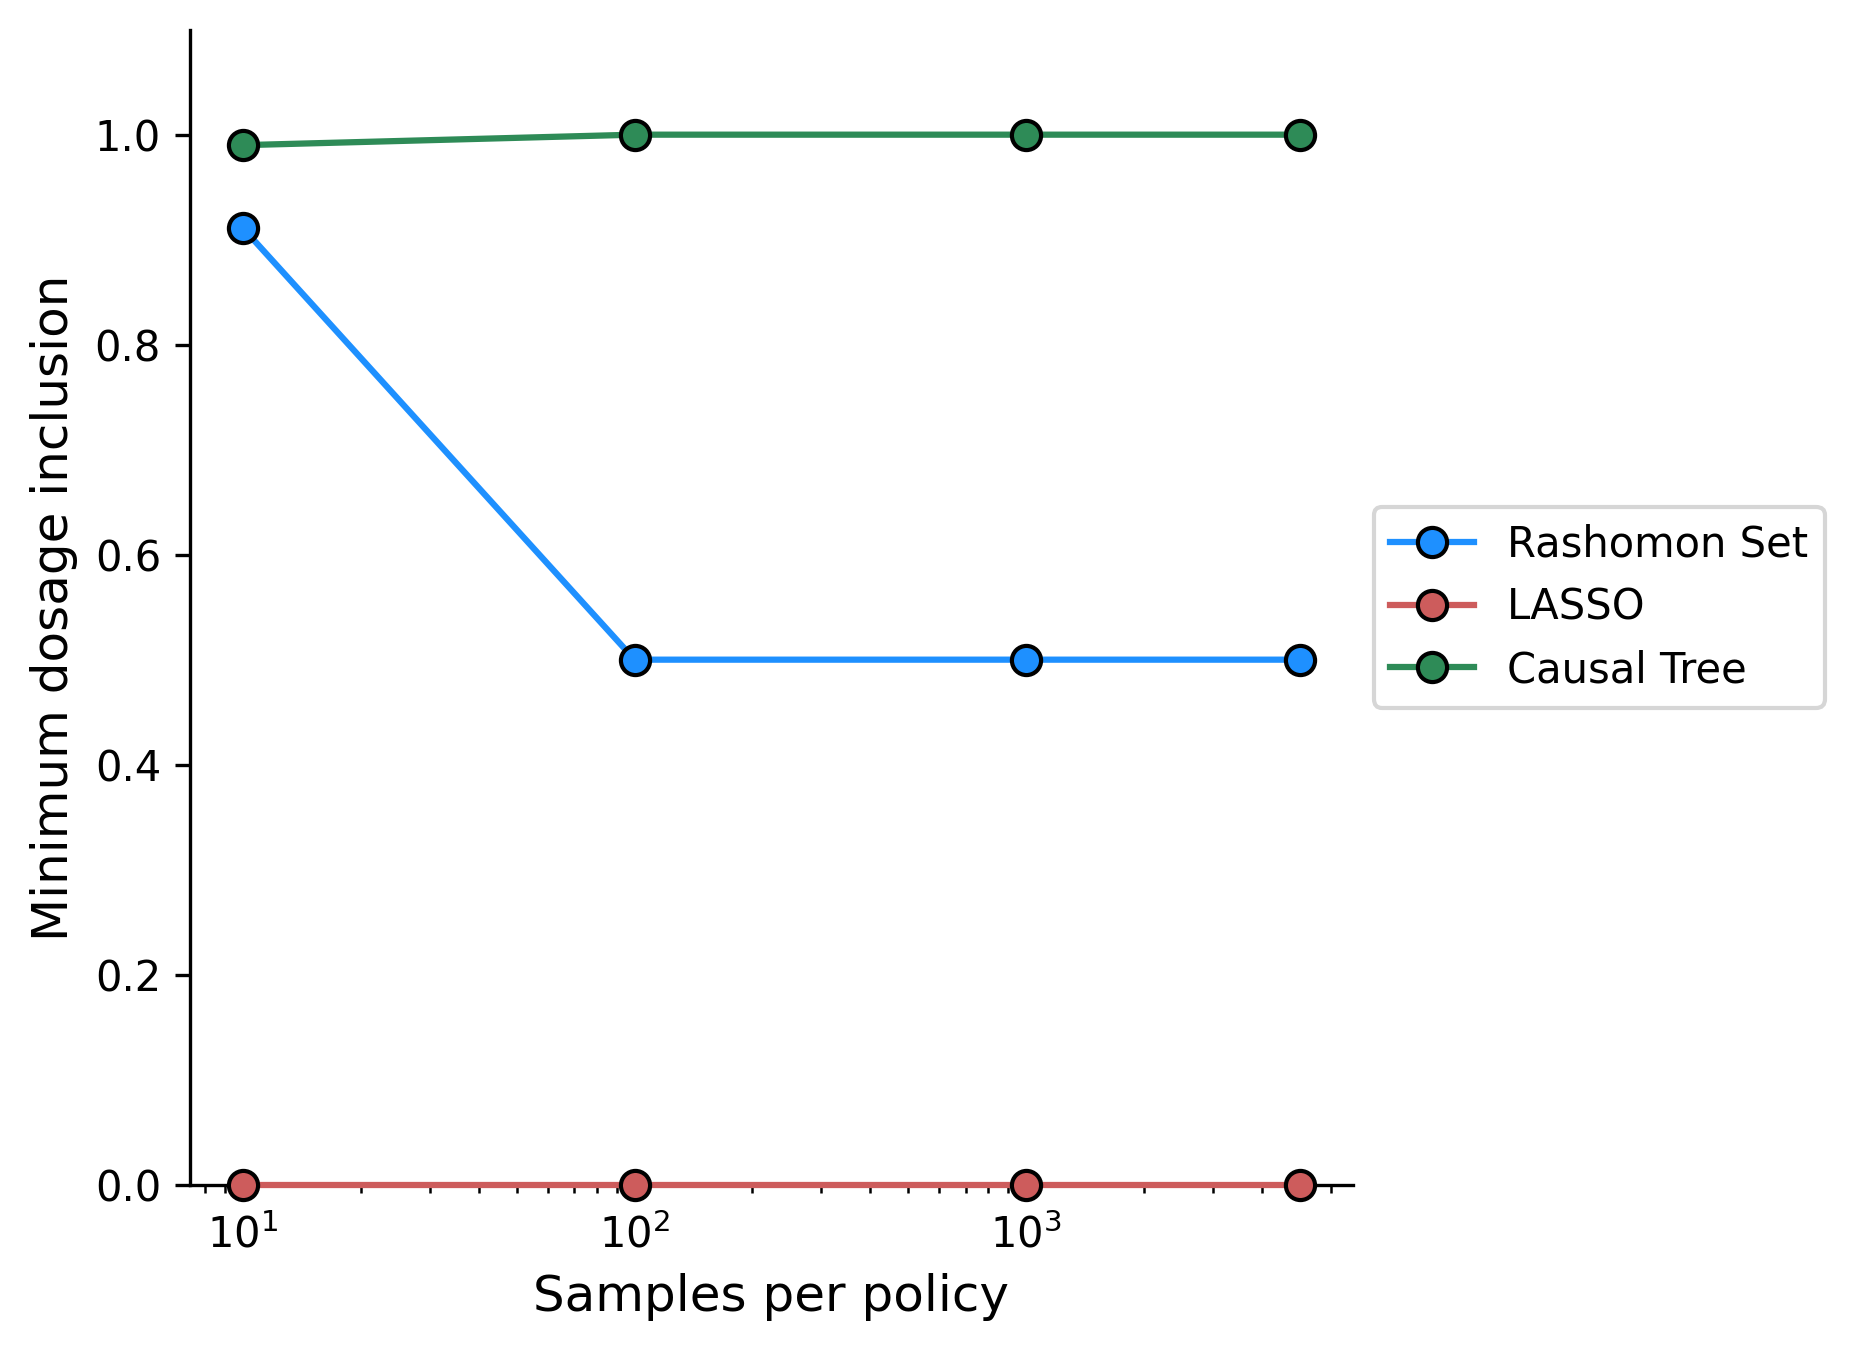 Minimum dosage inclusion
1.0
0.8
0.6
0.4
0.2
0.0
10¹ 10² 10³
Samples per policy
Rashomon Set
LASSO
Causal Tree